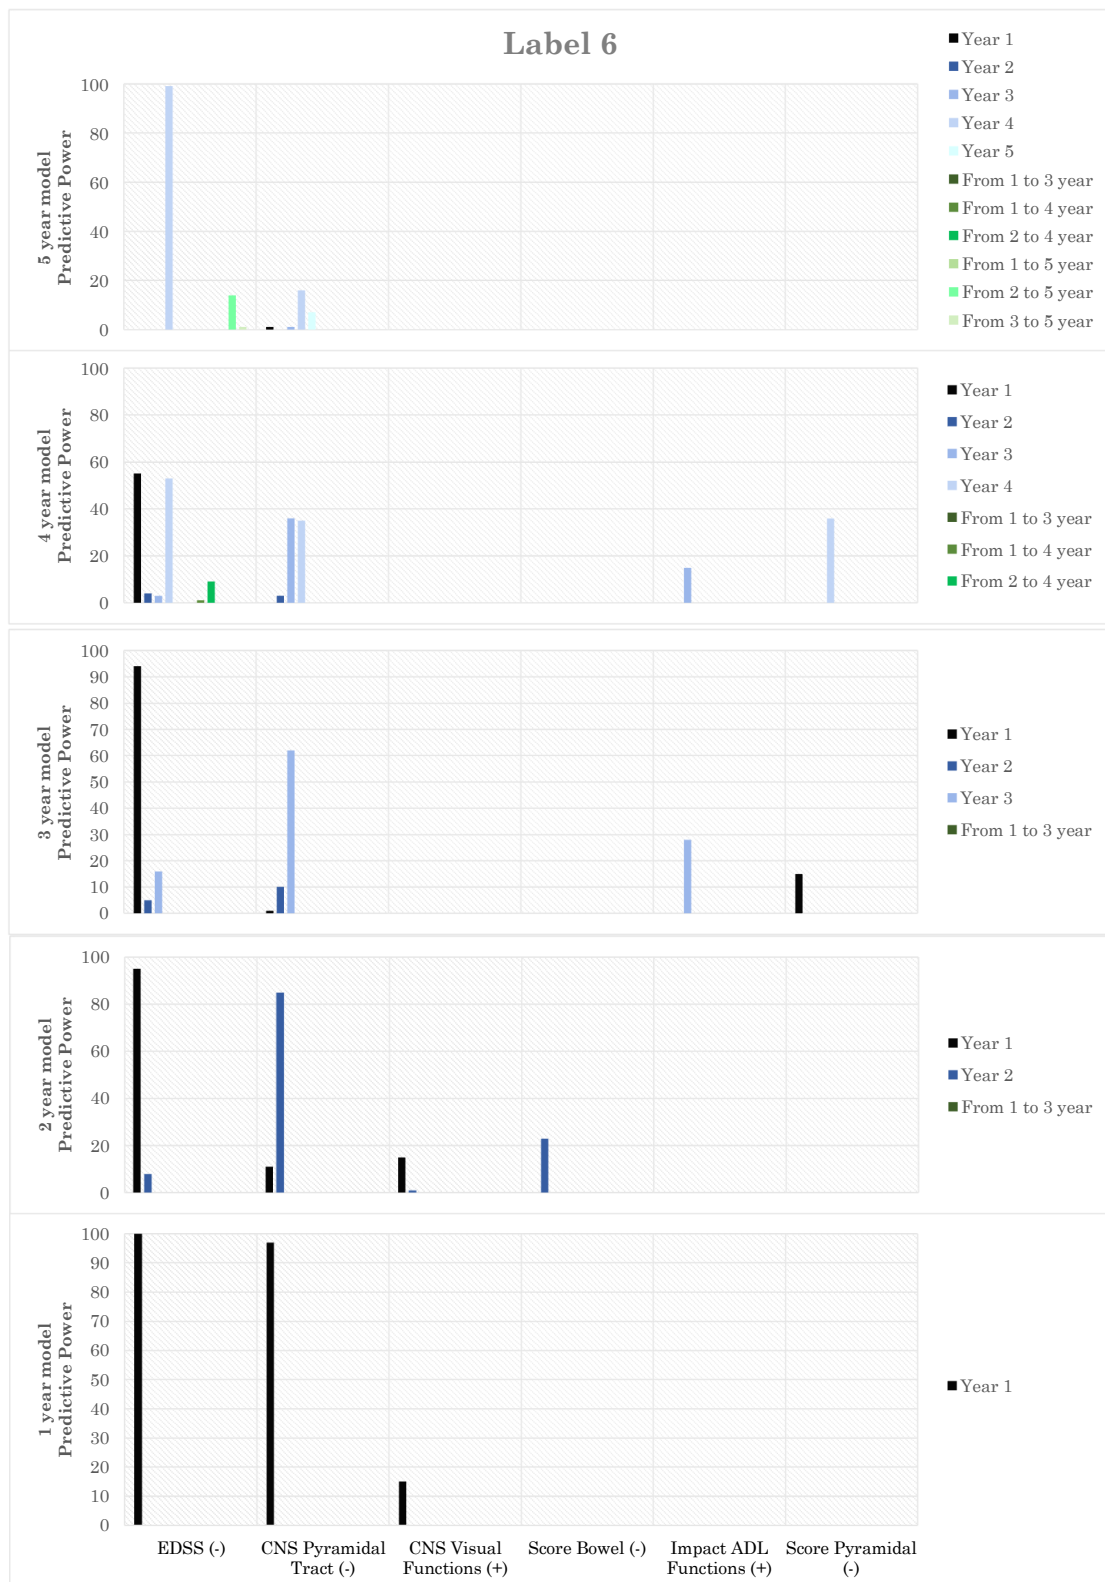 Label 6
5 year model
Predictive Power
100
80
60
40
20
0
Year 1
Year 2
Year 3
Year 4
Year 5
From 1 to 3 year
From 1 to 4 year
From 2 to 4 year
From 1 to 5 year
From 2 to 5 year
From 3 to 5 year
4 year model
Predictive Power
100
80
60
40
20
0
Year 1
Year 2
Year 3
Year 4
From 1 to 3 year
From 1 to 4 year
From 2 to 4 year
3 year model
Predictive Power
100
90
80
70
60
50
40
30
20
10
0
Year 1
Year 2
Year 3
From 1 to 3 year
2 year model
Predictive Power
100
80
60
40
20
0
Year 1
Year 2
From 1 to 3 year
1 year model
Predictive Power
100
90
80
70
60
50
40
30
20
10
0
Year 1
EDSS (-)
CNS Pyramidal
Tract (-)
CNS Visual
Functions (+)
Score Bowel (-)
Impact ADL
Functions (+)
Score Pyramidal
(-)